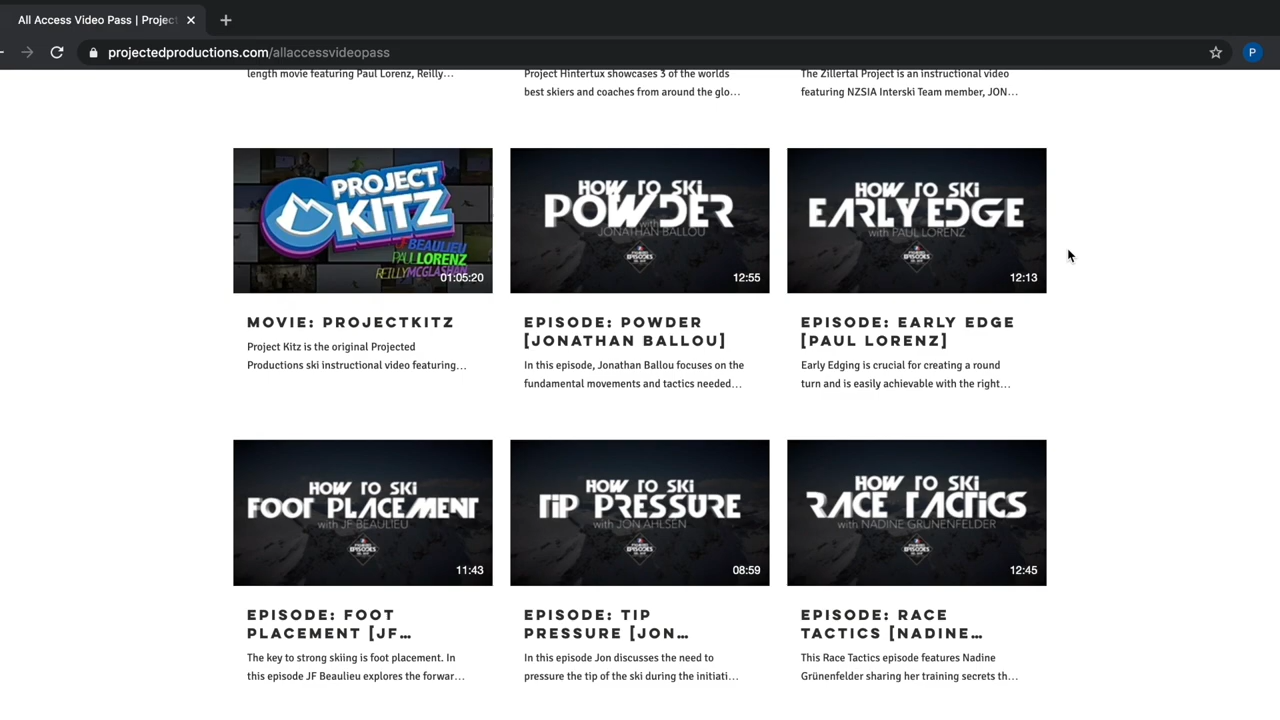 All Access Video Pass | Project
projectedproductions.com/allaccessvideopass
P
length movie featuring Paul Lorenz, Reilly…
Project Hintertux showcases 3 of the worlds
best skiers and coaches from around the glo…
The Zillertal Project is an instructional video
featuring NZSIA Interski Team member, JON…
PROJECT
KITZ
JF BEAULIEU
PAUL LORENZ
REILLY MCGLASHAN
01:05:20
HOW TO SKI
POWDER
with
JONATHAN BALLOU
EPISODES
12:55
HOW TO SKI
EARLY EDGE
with PAUL LORENZ
EPISODES
12:13
MOVIE: PROJECTKITZ
Project Kitz is the original Projected
Productions ski instructional video featuring…
EPISODE: POWDER
[JONATHAN BALLOU]
In this episode, Jonathan Ballou focuses on the
fundamental movements and tactics needed…
EPISODE: EARLY EDGE
[PAUL LORENZ]
Early Edging is crucial for creating a round
turn and is easily achievable with the right…
HOW TO SKI
FOOT PLACEMENT
with JF BEAULIEU
EPISODES
11:43
HOW TO SKI
TIP PRESSURE
with JON AHLSEN
EPISODES
08:59
HOW TO SKI
RACE TACTICS
with NADINE GRÜNENFELDER
EPISODES
12:45
EPISODE: FOOT
PLACEMENT [JF…
The key to strong skiing is foot placement. In
this episode JF Beaulieu explores the forwar…
EPISODE: TIP
PRESSURE [JON…
In this episode Jon discusses the need to
pressure the tip of the ski during the initiati…
EPISODE: RACE
TACTICS [NADINE…
This Race Tactics episode features Nadine
Grünenfelder sharing her training secrets th…